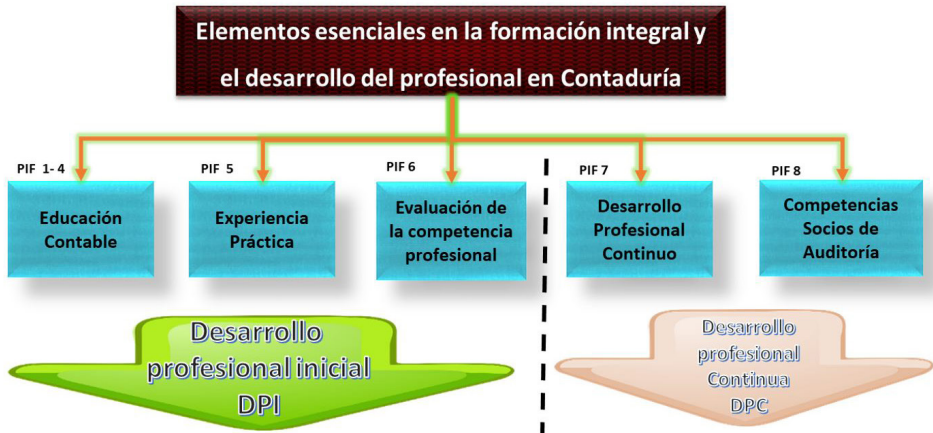 Elementos esenciales en la formación integral y
el desarrollo del profesional en Contaduría
PIF 1- 4
Educación
Contable
PIF 5
Experiencia
Práctica
PIF 6
Evaluación de
la competencia
profesional
PIF 7
Desarrollo
Profesional
Continuo
PIF 8
Competencias
Socios de
Auditoría
Desarrollo
profesional inicial
DPI
Desarrollo
profesional
Continua
DPC